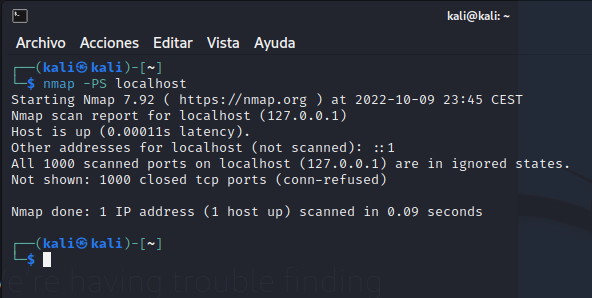 kali@kali: ~
Archivo Acciones Editar Vista Ayuda
┌──(kali㉿kali)-[~]
└─$ nmap -PS localhost
Starting Nmap 7.92 ( https://nmap.org ) at 2022-10-09 23:45 CEST
Nmap scan report for localhost (127.0.0.1)
Host is up (0.00011s latency).
Other addresses for localhost (not scanned): ::1
All 1000 scanned ports on localhost (127.0.0.1) are in ignored states.
Not shown: 1000 closed tcp ports (conn-refused)
Nmap done: 1 IP address (1 host up) scanned in 0.09 seconds
┌──(kali㉿kali)-[~]
└─$
're having trouble finding